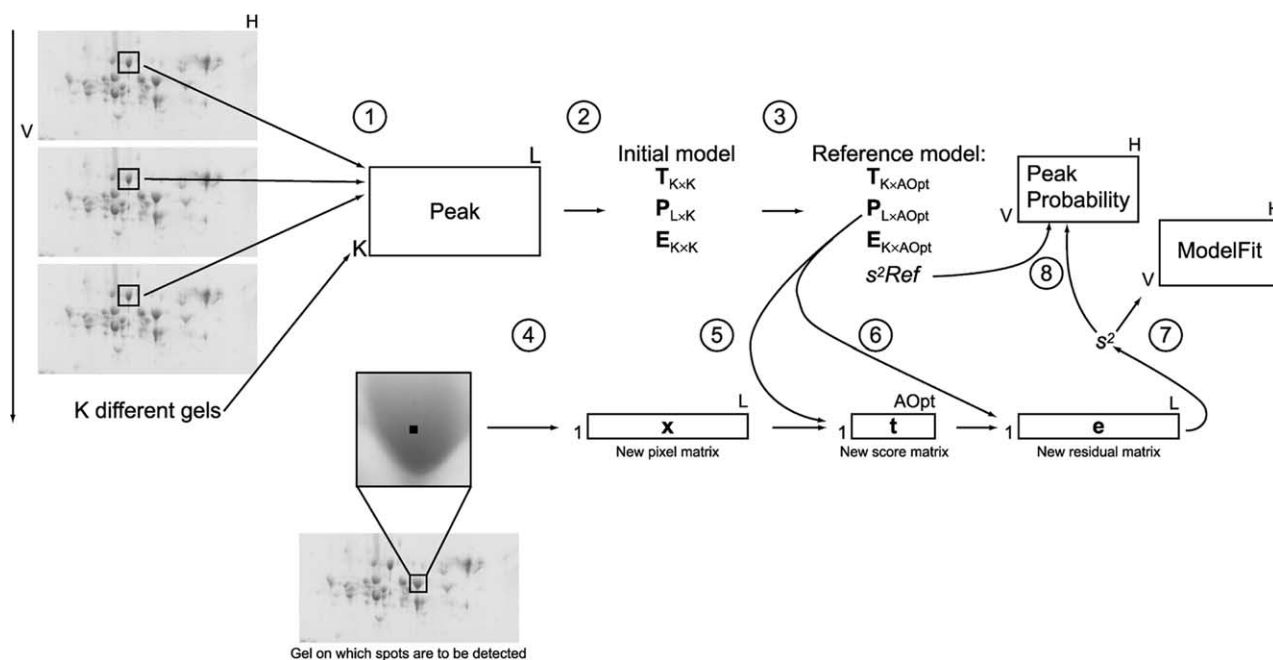 H
V
K different gels
1
L
Peak
K
2
Initial model
T K×K
P L×K
E K×K
3
Reference model:
T K×AOpt
P L×AOpt
E K×AOpt
s²Ref
H
Peak
Probability
V
8
H
ModelFit
V
s²
7
4
5
6
L
1
x
New pixel matrix
AOpt
1
t
New score matrix
L
1
e
New residual matrix
Gel on which spots are to be detected